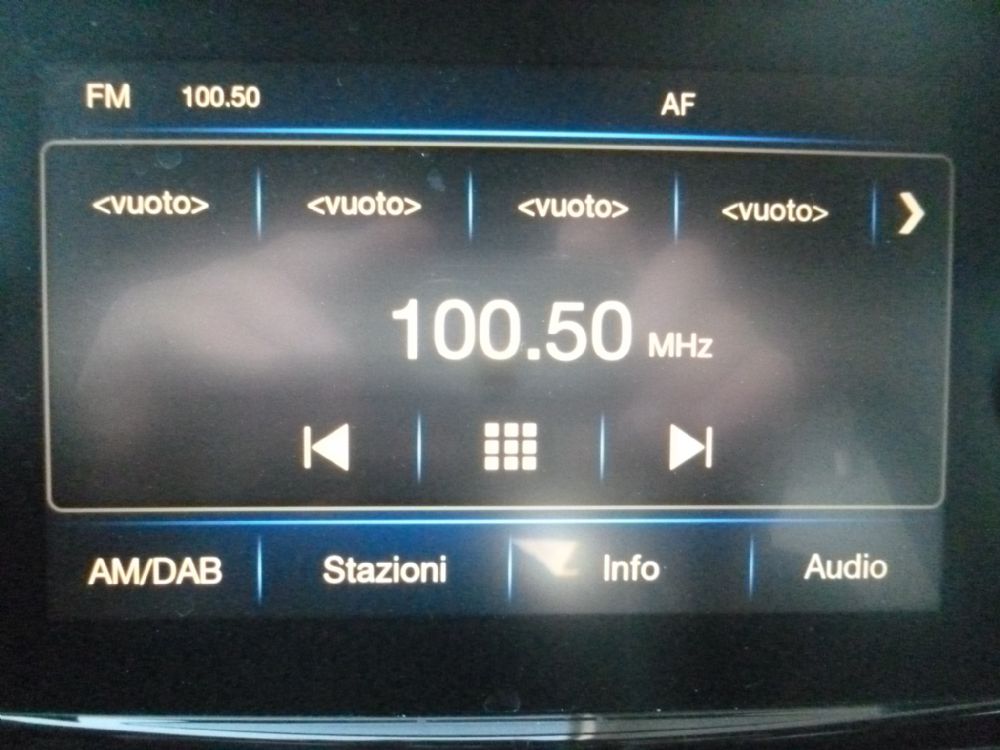 FM 100.50 AF
<vuoto> <vuoto> <vuoto> <vuoto>
100.50 MHz
AM/DAB Stazioni Info Audio